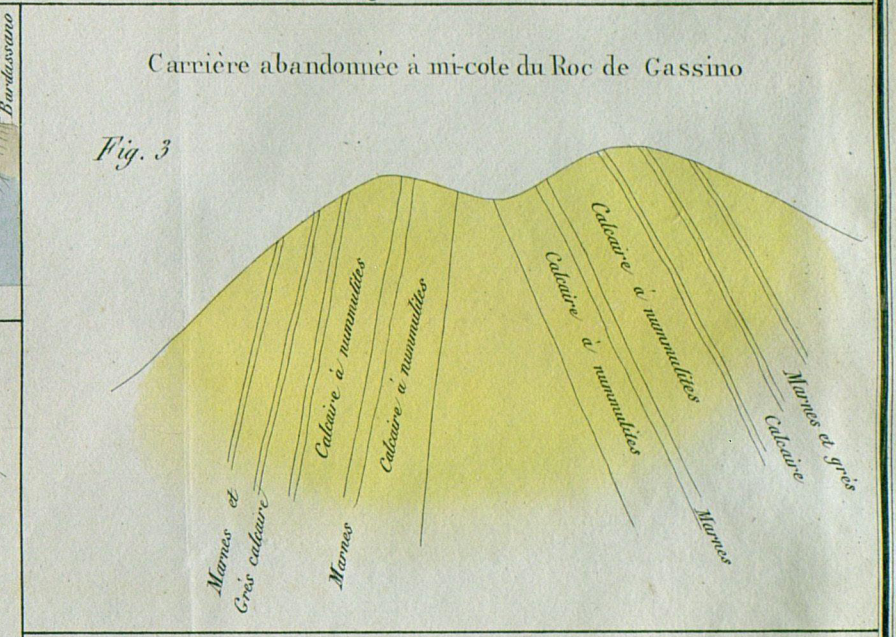 Bardassano
Carrière abandonnée à mi-cote du Roc de Gassino
Fig. 3
Marnes et
Grès calcaire
Calcaire à nummulites
Marnes
Calcaire à nummulites
Calcaire à nummulites
Marnes
Calcaire à nummulites
Calcaire
Marnes et grès